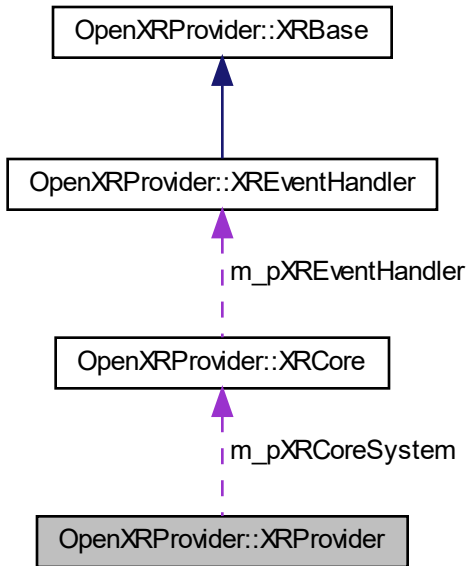 OpenXRProvider::XRBase
OpenXRProvider::XREventHandler
m_pXREventHandler
OpenXRProvider::XRCore
m_pXRCoreSystem
OpenXRProvider::XRProvider